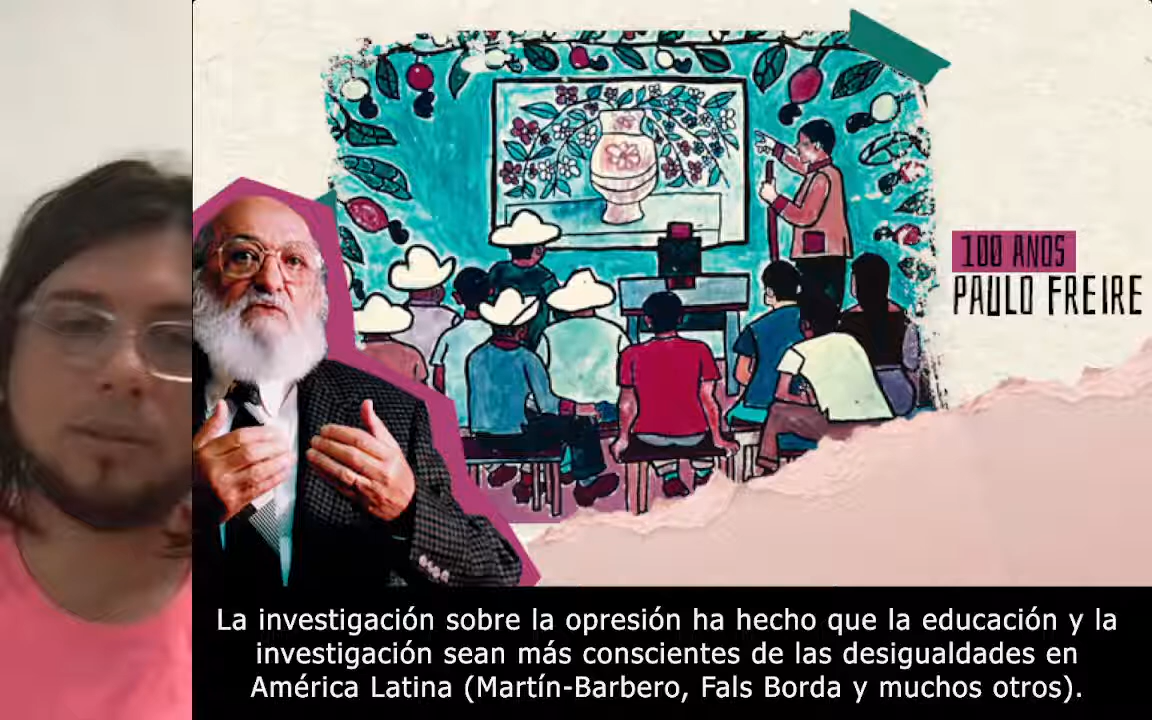 100 ANOS
PAULO FREIRE
La investigación sobre la opresión ha hecho que la educación y la
investigación sean más conscientes de las desigualdades en
América Latina (Martín-Barbero, Fals Borda y muchos otros).